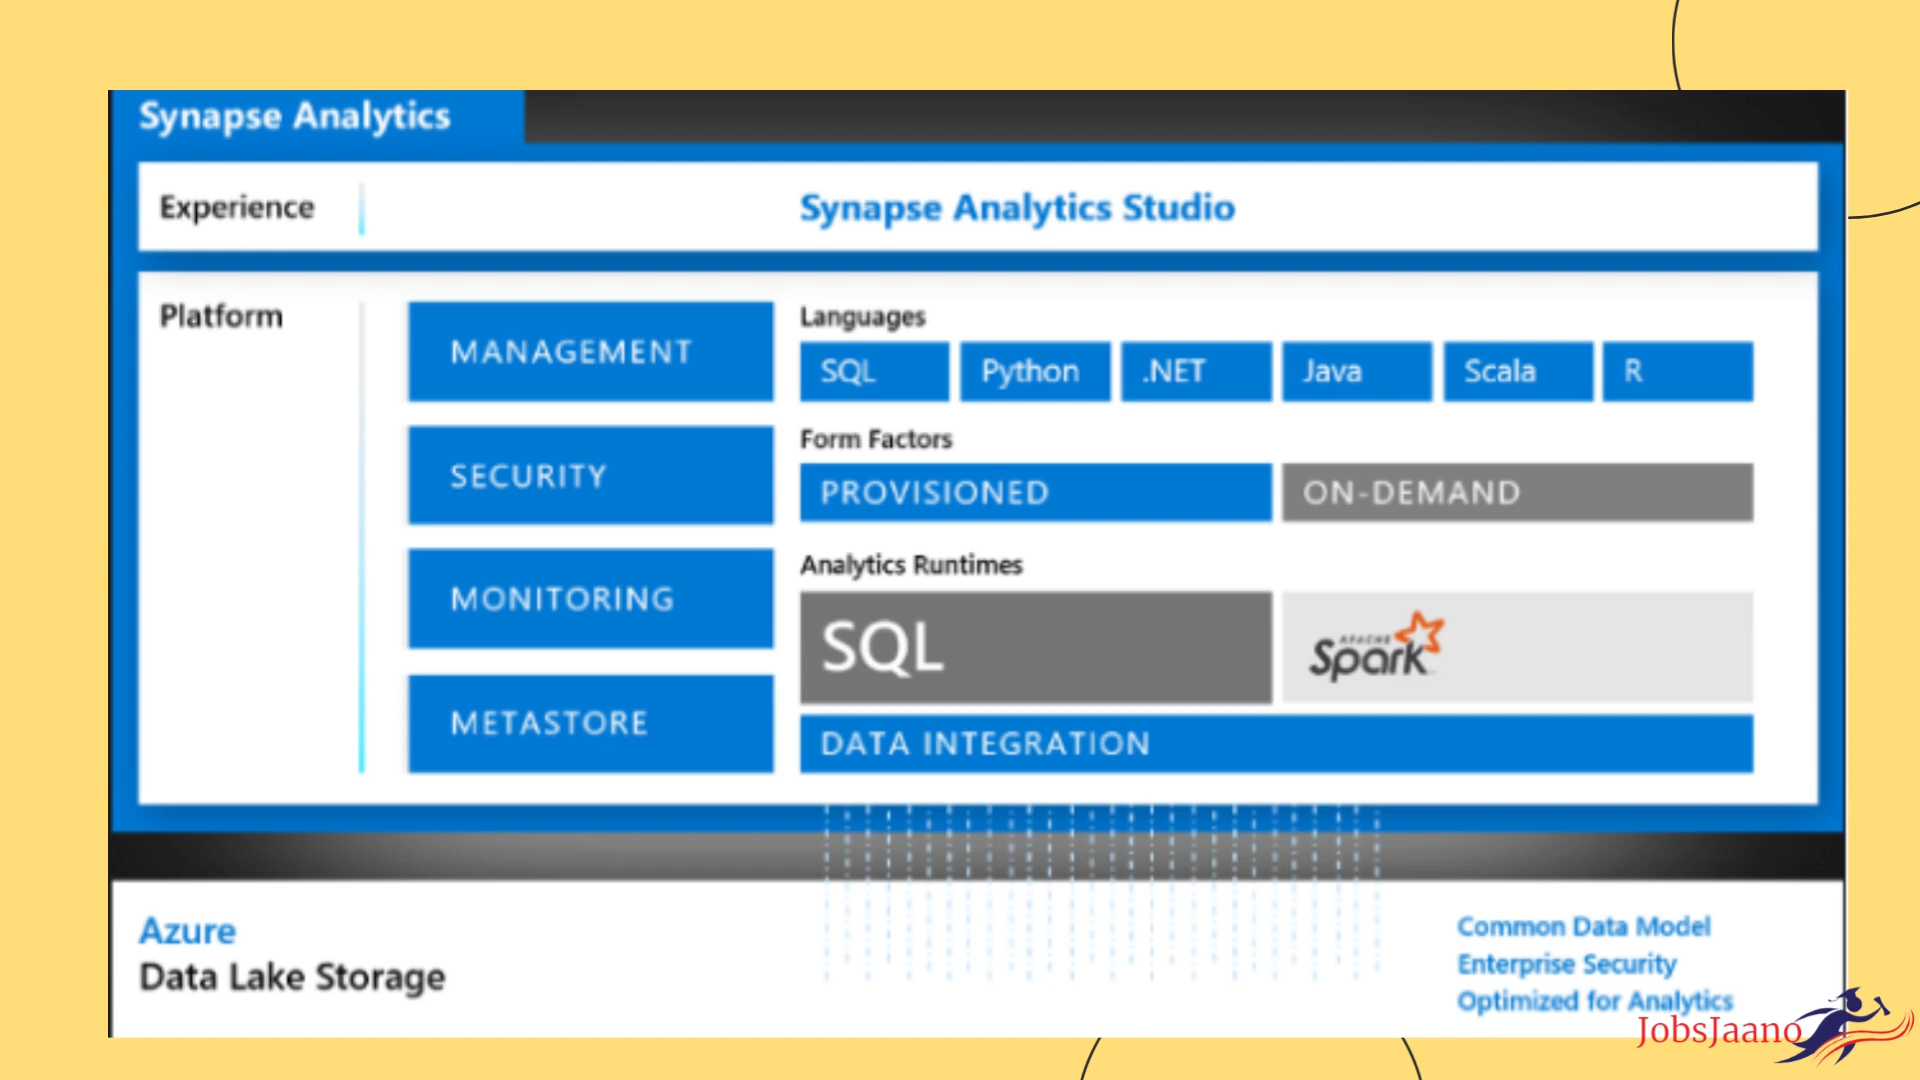 Synapse Analytics
Experience
Synapse Analytics Studio
Platform
MANAGEMENT
SECURITY
MONITORING
METASTORE
Languages
SQL
Python
.NET
Java
Scala
R
Form Factors
PROVISIONED
ON-DEMAND
Analytics Runtimes
SQL
APACHE
Spark
DATA INTEGRATION
Azure
Data Lake Storage
Common Data Model
Enterprise Security
Optimized for Analytics
JobsJaano